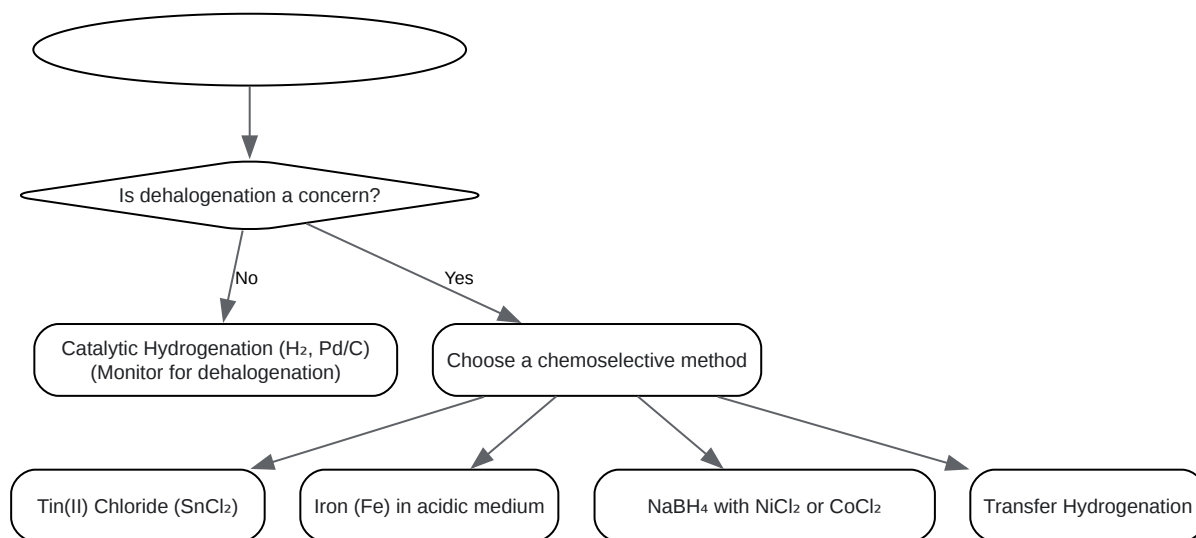 Is dehalogenation a concern?
No
Yes
Catalytic Hydrogenation (H₂, Pd/C)
(Monitor for dehalogenation)
Choose a chemoselective method
Tin(II) Chloride (SnCl₂)
Iron (Fe) in acidic medium
NaBH₄ with NiCl₂ or CoCl₂
Transfer Hydrogenation